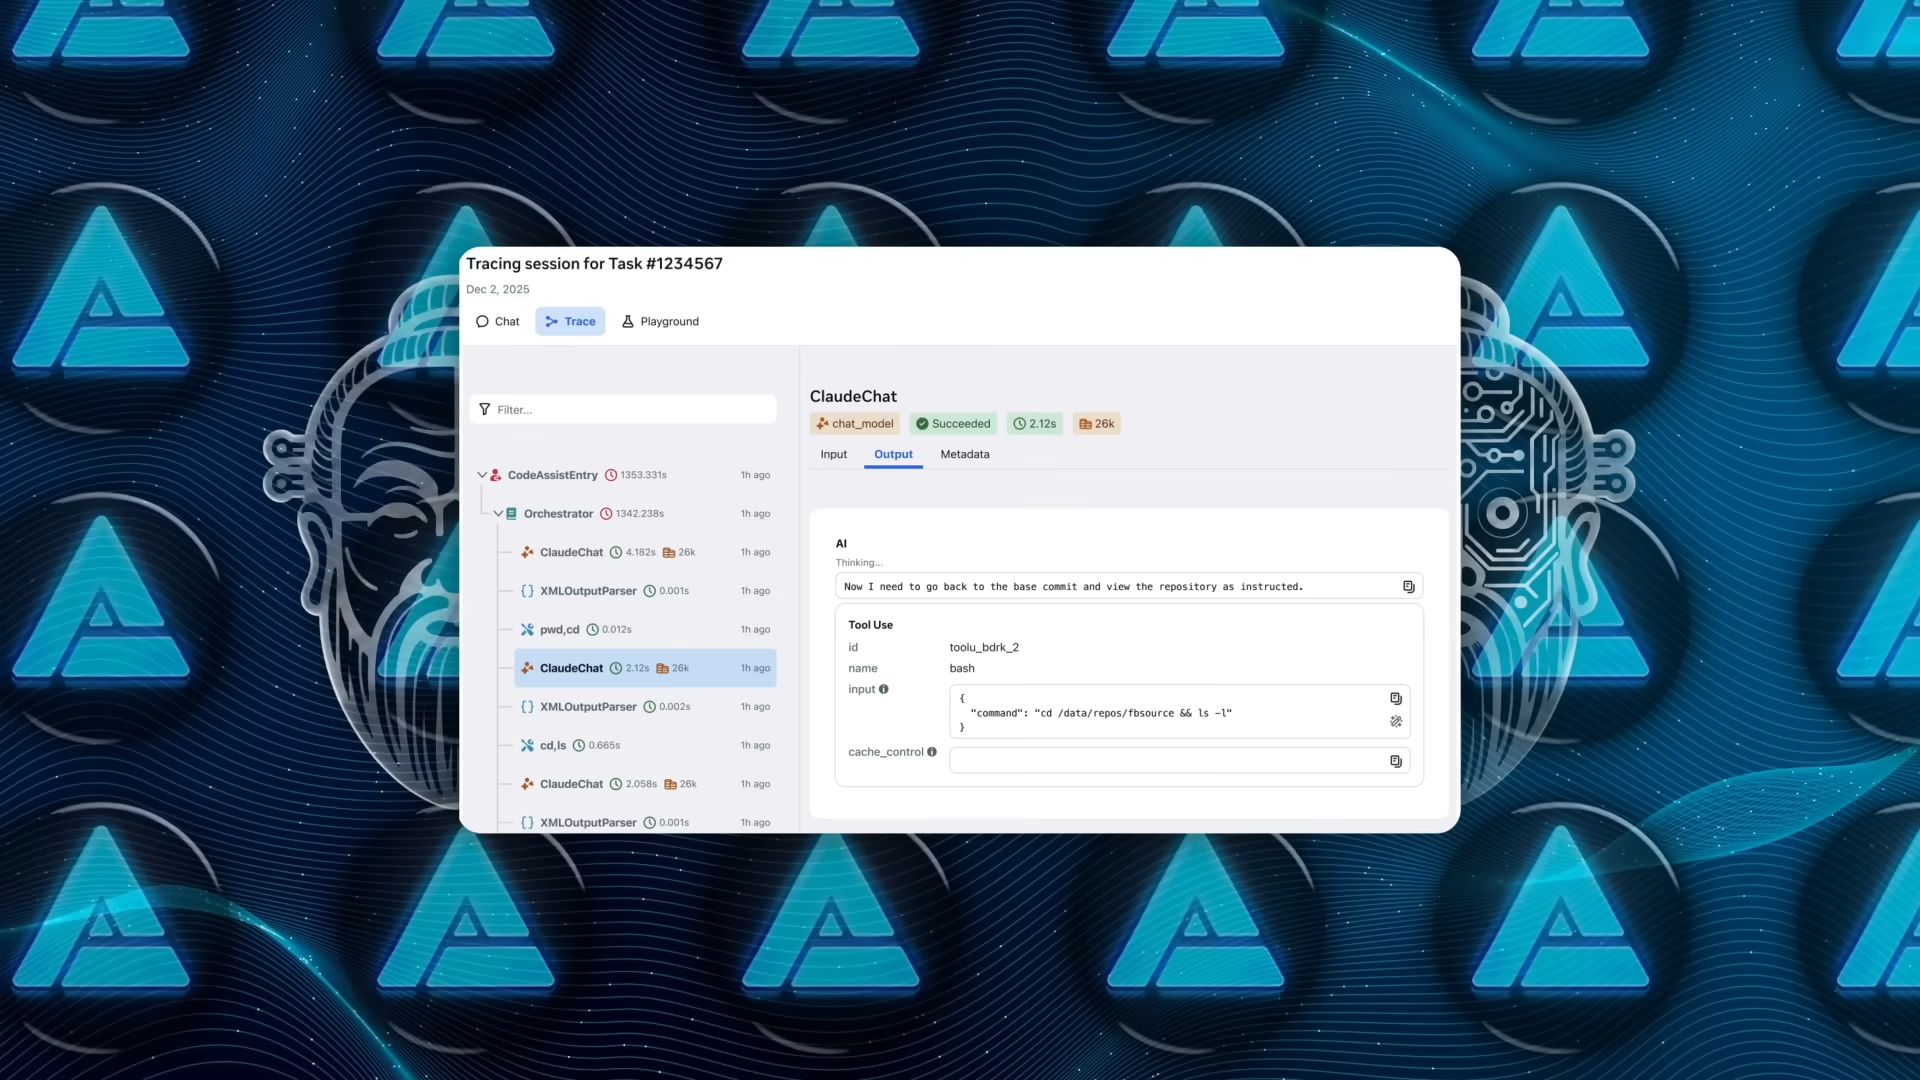 Tracing session for Task #1234567
Dec 2, 2025
Chat
Trace
Playground
Filter...
CodeAssistEntry 1353.331s 1h ago
Orchestrator 1342.238s 1h ago
ClaudeChat 4.182s 26k 1h ago
XMLOutputParser 0.001s 1h ago
pwd,cd 0.012s 1h ago
ClaudeChat 2.12s 26k 1h ago
XMLOutputParser 0.002s 1h ago
cd,ls 0.665s 1h ago
ClaudeChat 2.058s 26k 1h ago
XMLOutputParser 0.001s 1h ago
ClaudeChat
chat_model Succeeded 2.12s 26k
Input Output Metadata
AI
Thinking...
Now I need to go back to the base commit and view the repository as instructed.
Tool Use
id toolu_bdrk_2
name bash
input
{
"command": "cd /data/repos/fbsource && ls -l"
}
cache_control